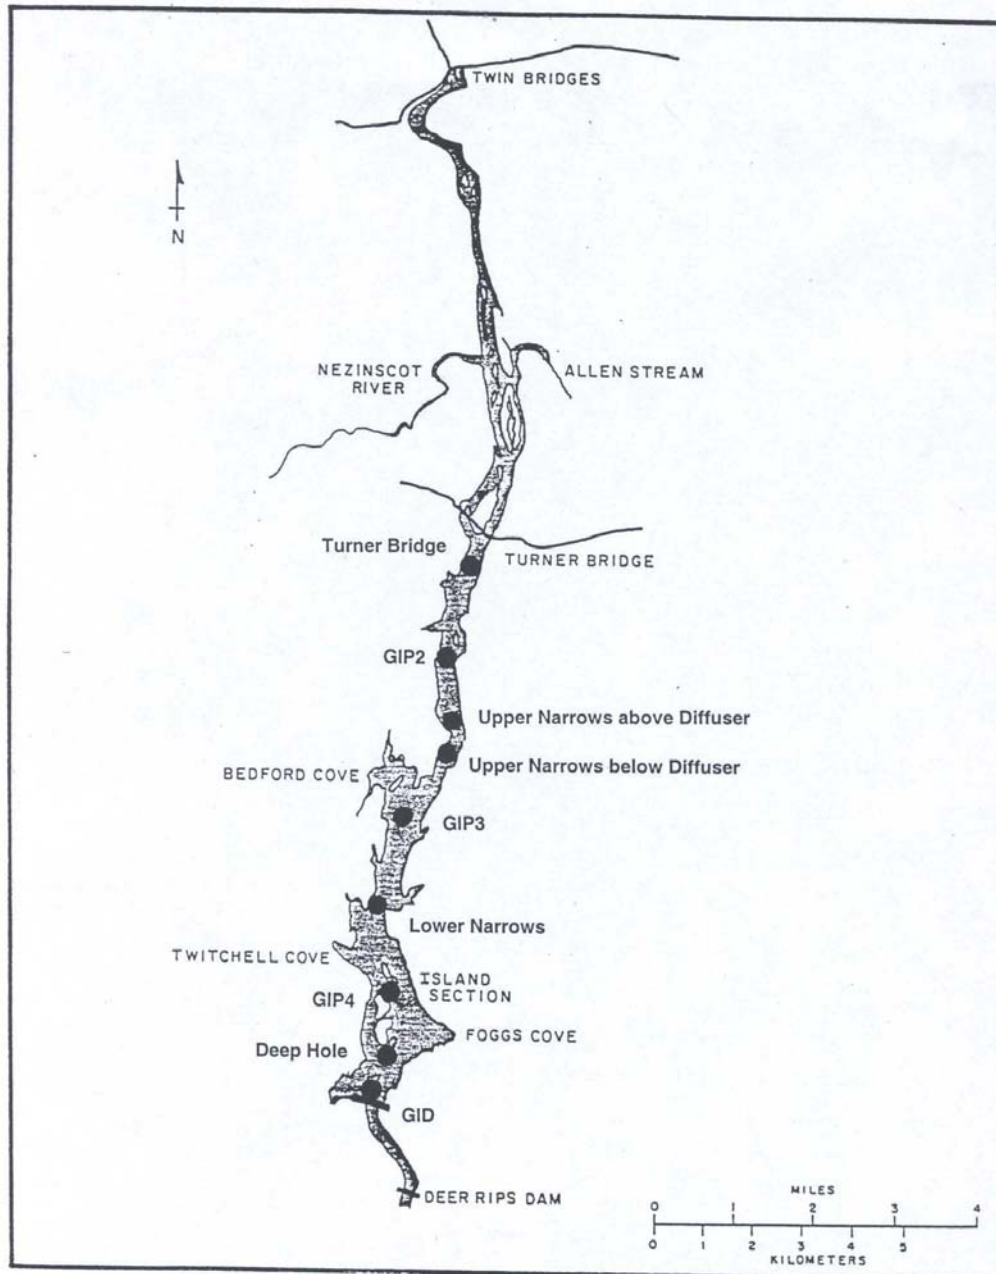 TWIN BRIDGES
N
NEZINSCOT
RIVER
ALLEN STREAM
Turner Bridge
TURNER BRIDGE
GIP2
Upper Narrows above Diffuser
Upper Narrows below Diffuser
BEDFORD COVE
GIP3
Lower Narrows
TWITCHELL COVE
ISLAND
SECTION
GIP4
FOGGS COVE
Deep Hole
GID
DEER RIPS DAM
MILES
0 1 2 3 4
0 1 2 3 4 5
KILOMETERS